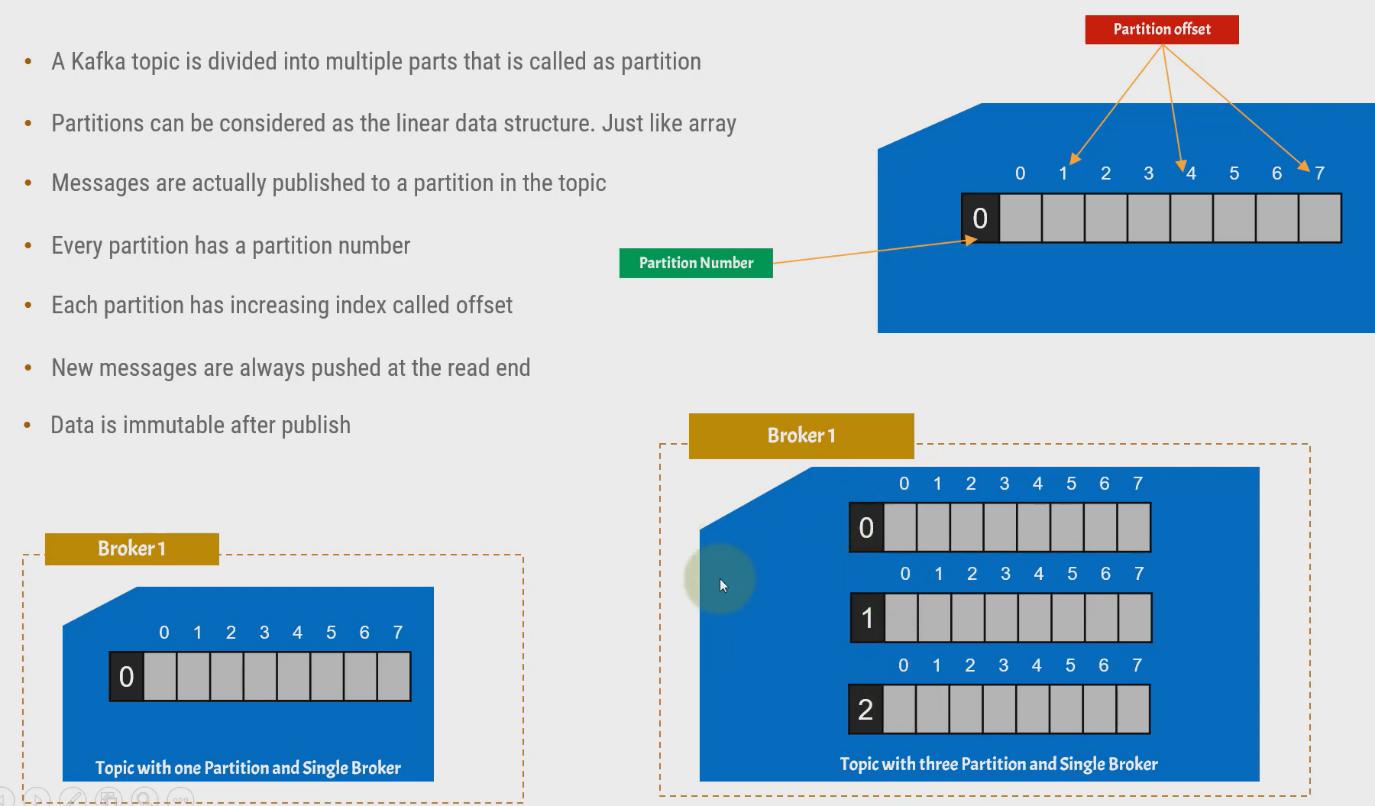 Partition offset
• A Kafka topic is divided into multiple parts that is called as partition
• Partitions can be considered as the linear data structure. Just like array
• Messages are actually published to a partition in the topic
• Every partition has a partition number
• Each partition has increasing index called offset
• New messages are always pushed at the read end
• Data is immutable after publish
0 1 2 3 4 5 6 7
0
Partition Number
Broker 1
0 1 2 3 4 5 6 7
0
Topic with one Partition and Single Broker
Broker 1
0 1 2 3 4 5 6 7
0
0 1 2 3 4 5 6 7
1
0 1 2 3 4 5 6 7
2
Topic with three Partition and Single Broker